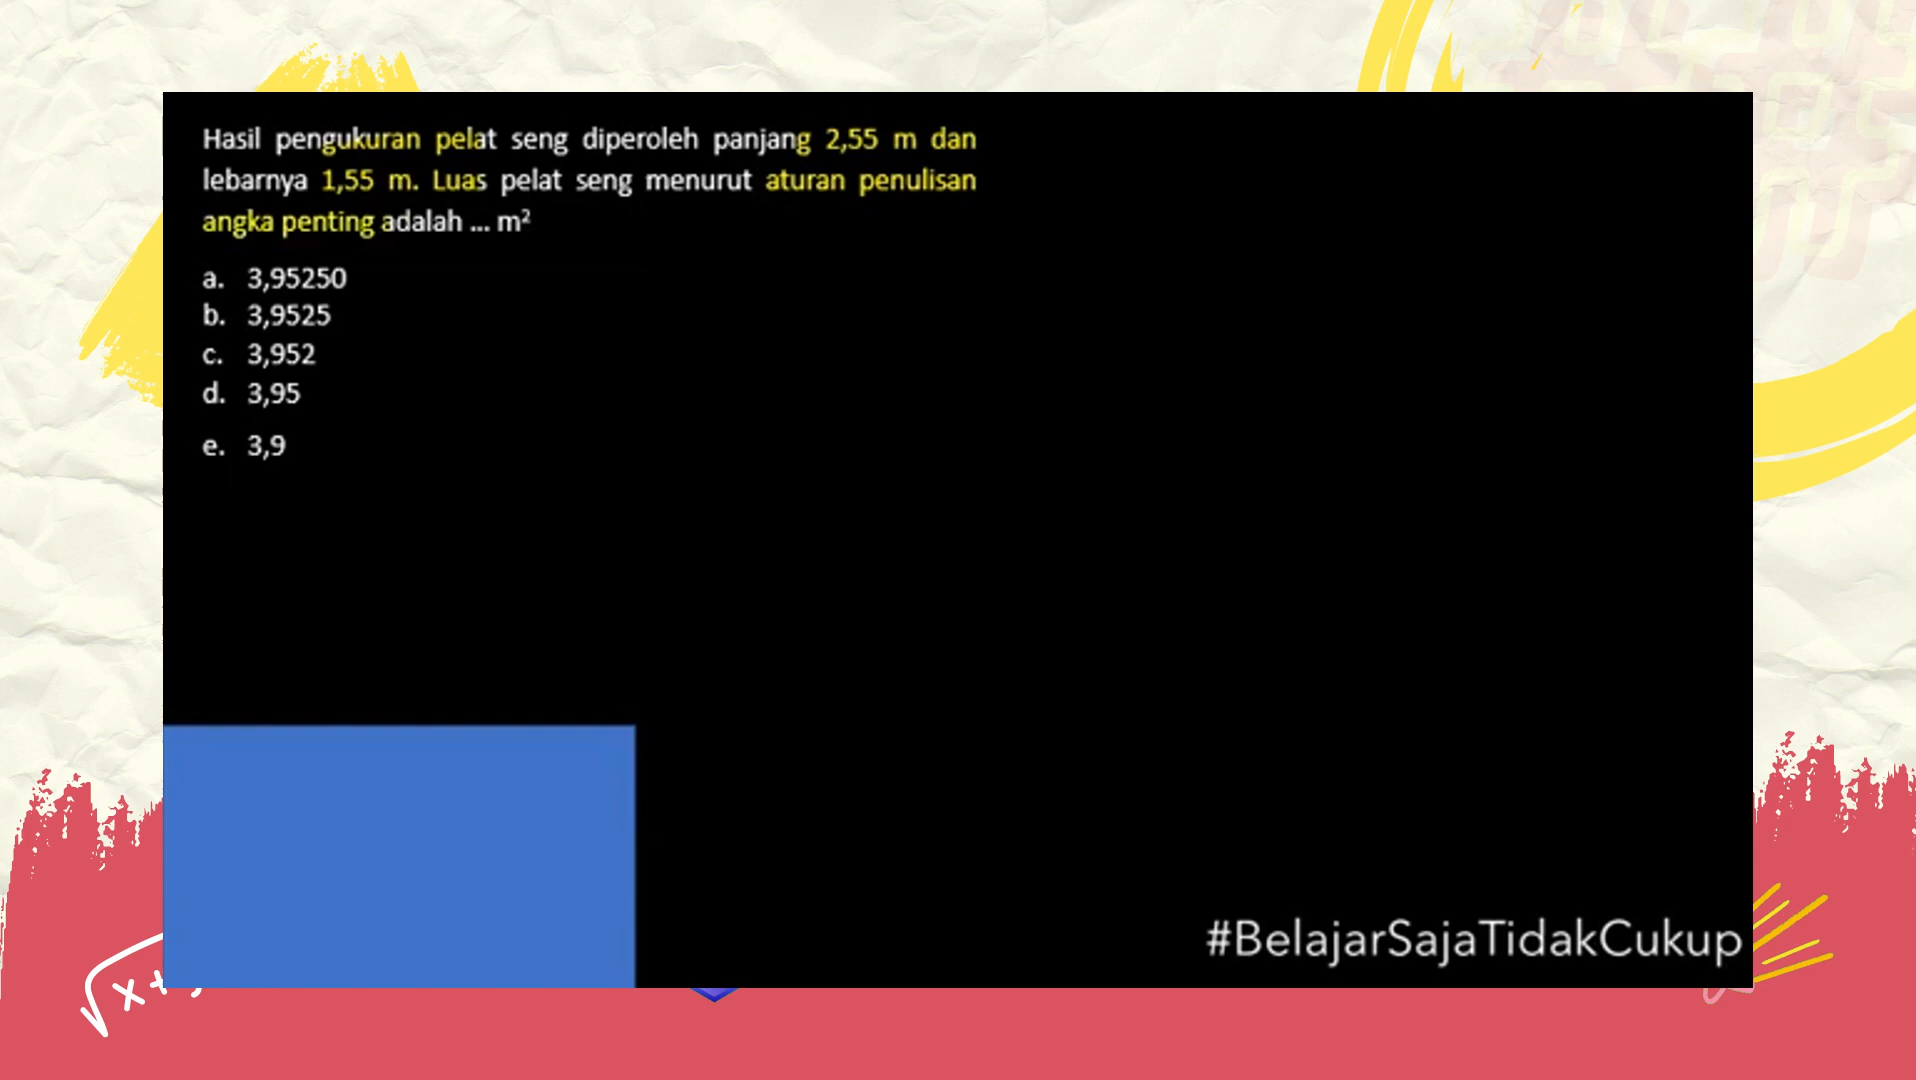 Hasil pengukuran pelat seng diperoleh panjang 2,55 m dan
lebarnya 1,55 m. Luas pelat seng menurut aturan penulisan
angka penting adalah ... m²
a. 3,95250
b. 3,9525
c. 3,952
d. 3,95
e. 3,9
#BelajarSajaTidakCukup